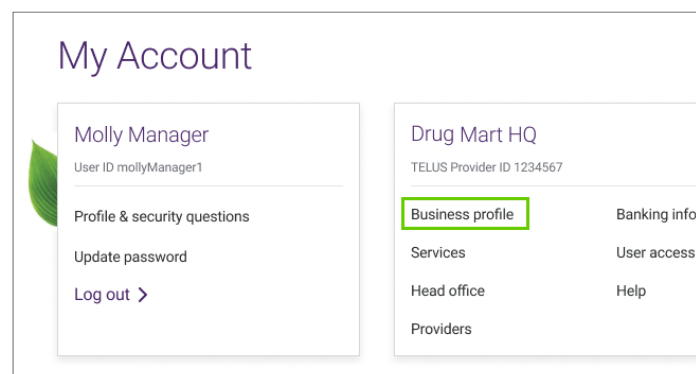 My Account
Molly Manager
User ID mollyManager1
Profile & security questions
Update password
Log out
Drug Mart HQ
TELUS Provider ID 1234567
Business profile
Banking info
Services
User access
Head office
Help
Providers